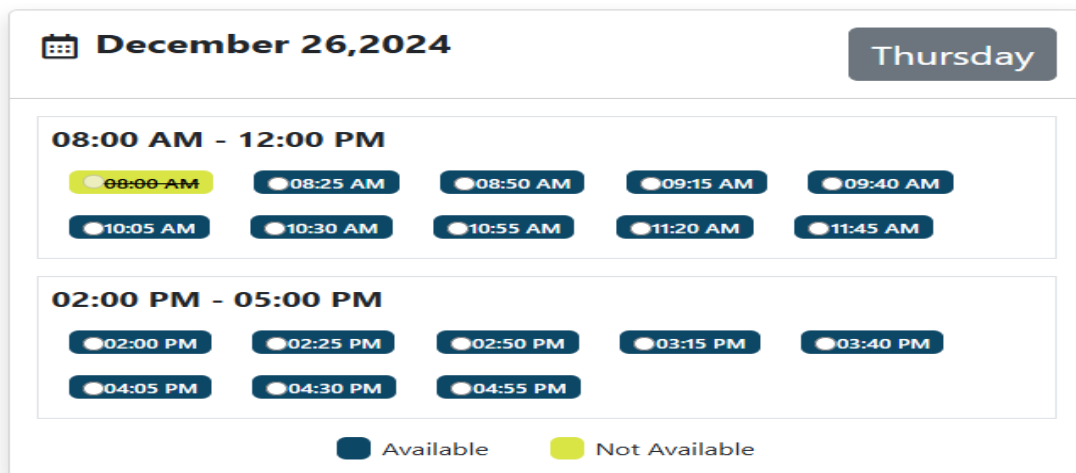 December 26,2024
Thursday
08:00 AM - 12:00 PM
08:00 AM 08:25 AM 08:50 AM 09:15 AM 09:40 AM
10:05 AM 10:30 AM 10:55 AM 11:20 AM 11:45 AM
02:00 PM - 05:00 PM
02:00 PM 02:25 PM 02:50 PM 03:15 PM 03:40 PM
04:05 PM 04:30 PM 04:55 PM
Available Not Available